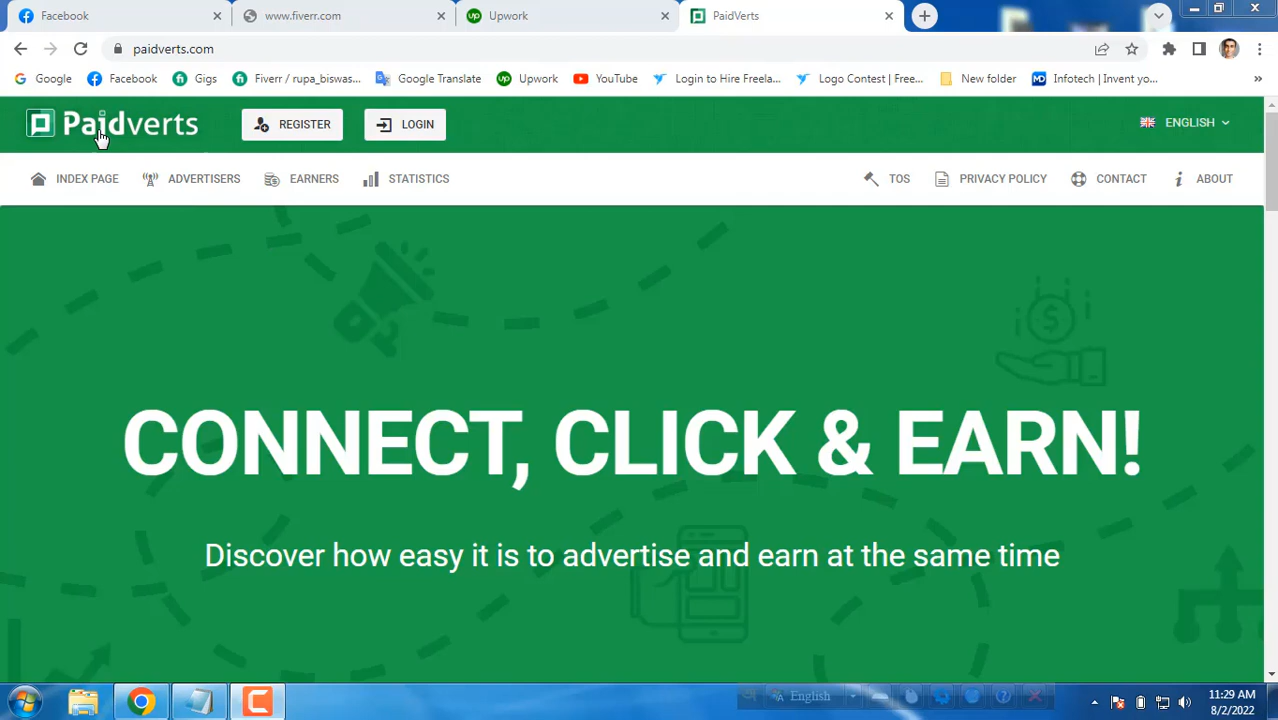 Facebook
www.fiverr.com
Upwork
PaidVerts
paidverts.com
Google
Facebook
Gigs
Fiverr / rupa_biswas...
Google Translate
Upwork
YouTube
Login to Hire Freela...
Logo Contest | Free...
New folder
MD
Infotech | Invent yo...
Paidverts
REGISTER
LOGIN
ENGLISH
INDEX PAGE
ADVERTISERS
EARNERS
STATISTICS
TOS
PRIVACY POLICY
CONTACT
ABOUT
CONNECT, CLICK & EARN!
Discover how easy it is to advertise and earn at the same time
English
11:29 AM
8/2/2022